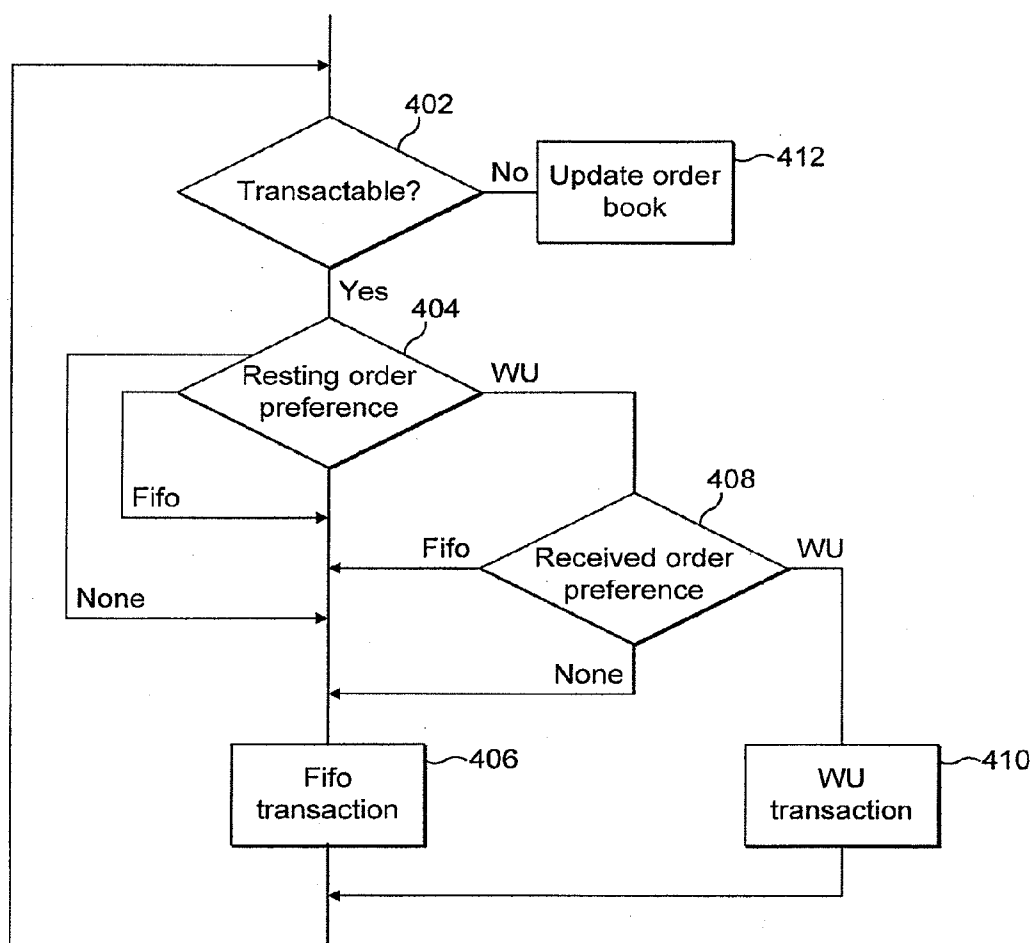 402
Transactable?
No
Update order
book
412
Yes
404
Resting order
preference
WU
408
Fifo
Fifo
Received order
preference
WU
None
None
406
Fifo
transaction
410
WU
transaction